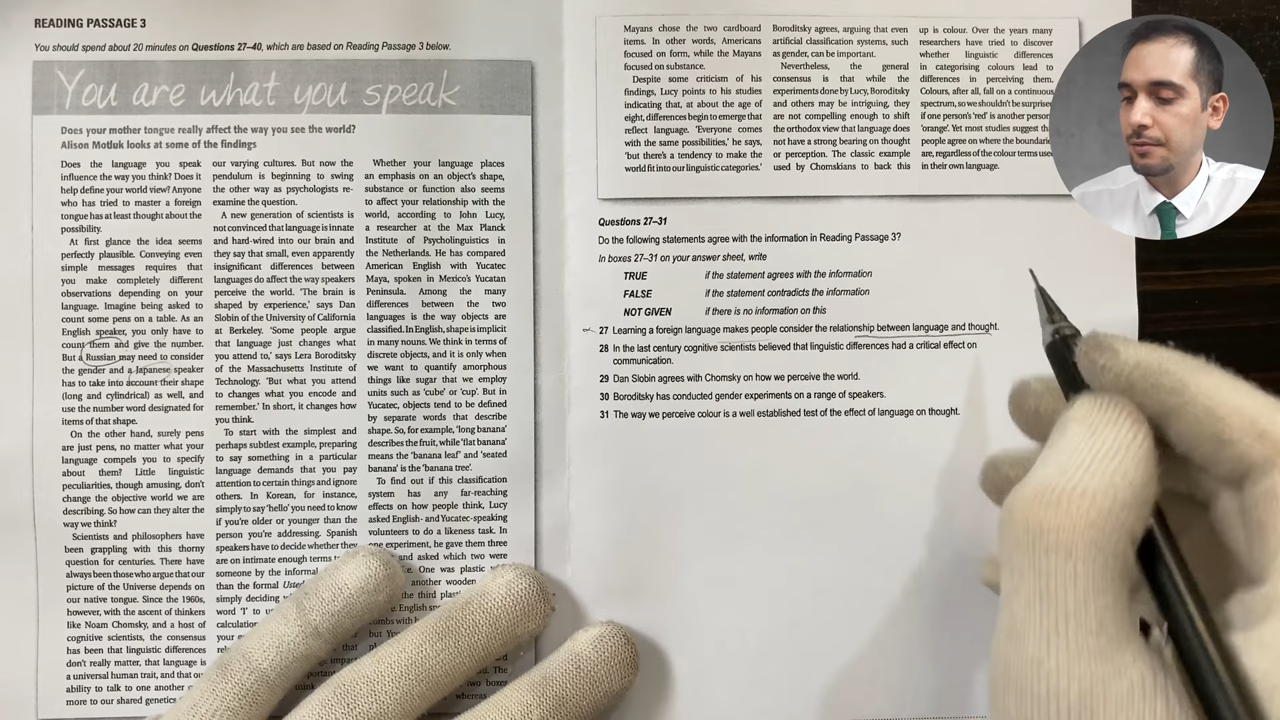 READING PASSAGE 3
You should spend about 20 minutes on Questions 27–40, which are based on Reading Passage 3 below.
You are what you speak
Does your mother tongue really affect the way you see the world?
Alison Motluk looks at some of the findings
Does the language you speak
influence the way you think? Does it
help define your world view? Anyone
who has tried to master a foreign
tongue has at least thought about the
possibility.
At first glance the idea seems
perfectly plausible. Conveying even
simple messages requires that
you make completely different
observations depending on your
language. Imagine being asked to
count some pens on a table. As an
English speaker, you only have to
count them and give the number.
But a Russian may need to consider
the gender and a Japanese speaker
has to take into account their shape
(long and cylindrical) as well, and
use the number word designated for
items of that shape.
On the other hand, surely pens
are just pens, no matter what your
language compels you to specify
about them? Little linguistic
peculiarities, though amusing, don't
change the objective world we are
describing. So how can they alter the
way we think?
Scientists and philosophers have
been grappling with this thorny
question for centuries. There have
always been those who argue that our
picture of the Universe depends on
our native tongue. Since the 1960s,
however, with the ascent of thinkers
like Noam Chomsky, and a host of
cognitive scientists, the consensus
has been that linguistic differences
don't really matter, that language is
a universal human trait, and that our
ability to talk to one another
more to our shared genetics
our varying cultures. But now the
pendulum is beginning to swing
the other way as psychologists re-
examine the question.
A new generation of scientists is
not convinced that language is innate
and hard-wired into our brain and
they say that small, even apparently
insignificant differences between
languages do affect the way speakers
perceive the world. 'The brain is
shaped by experience,' says Dan
Slobin of the University of California
at Berkeley. 'Some people argue
that language just changes what
you attend to,' says Lera Boroditsky
of the Massachusetts Institute of
Technology. 'But what you attend
to changes what you encode and
remember.' In short, it changes how
you think.
To start with the simplest and
perhaps subtlest example, preparing
to say something in a particular
language demands that you pay
attention to certain things and ignore
others. In Korean, for instance,
simply to say 'hello' you need to know
if you're older or younger than the
person you're addressing. Spanish
speakers have to decide whether they
are on intimate enough terms
someone by the informal
than the formal Usted
simply deciding
word 'I' to
calculation
your
that
Whether your language places
an emphasis on an object's shape,
substance or function also seems
to affect your relationship with the
world, according to John Lucy,
a researcher at the Max Planck
Institute of Psycholinguistics in
the Netherlands. He has compared
American English with Yucatec
Maya, spoken in Mexico's Yucatan
Peninsula. Among the many
differences between the two
languages is the way objects are
classified. In English, shape is implicit
in many nouns. We think in terms of
discrete objects, and it is only when
we want to quantify amorphous
things like sugar that we employ
units such as 'cube' or 'cup'. But in
Yucatec, objects tend to be defined
by separate words that describe
shape. So, for example, 'long banana'
describes the fruit, while 'flat banana'
means the 'banana leaf' and 'seated
banana' is the 'banana tree'.
To find out if this classification
system has any far-reaching
effects on how people think, Lucy
asked English- and Yucatec-speaking
volunteers to do a likeness task. In
one experiment, he gave them three
and asked which two were
One was plastic
another wooden
the third
English
with
but
The
two boxes
whereas
Mayans chose the two cardboard
items. In other words, Americans
focused on form, while the Mayans
focused on substance.
Despite some criticism of his
findings, Lucy points to his studies
indicating that, at about the age of
eight, differences begin to emerge that
reflect language. 'Everyone comes
with the same possibilities,' he says,
'but there's a tendency to make the
world fit into our linguistic categories.'
Boroditsky agrees, arguing that even
artificial classification systems, such
as gender, can be important.
Nevertheless, the general
consensus is that while the
experiments done by Lucy, Boroditsky
and others may be intriguing, they
are not compelling enough to shift
the orthodox view that language does
not have a strong bearing on thought
or perception. The classic example
used by Chomskians to back this
up is colour. Over the years many
researchers have tried to discover
whether linguistic differences
in categorising colours lead to
differences in perceiving them.
Colours, after all, fall on a continuous
spectrum, so we shouldn't be surprised
if one person's 'red' is another person's
'orange'. Yet most studies suggest that
people agree on where the boundaries
are, regardless of the colour terms used
in their own language.
Questions 27–31
Do the following statements agree with the information in Reading Passage 3?
In boxes 27–31 on your answer sheet, write
TRUE if the statement agrees with the information
FALSE if the statement contradicts the information
NOT GIVEN if there is no information on this
27 Learning a foreign language makes people consider the relationship between language and thought.
28 In the last century cognitive scientists believed that linguistic differences had a critical effect on
communication.
29 Dan Slobin agrees with Chomsky on how we perceive the world.
30 Boroditsky has conducted gender experiments on a range of speakers.
31 The way we perceive colour is a well established test of the effect of language on thought.